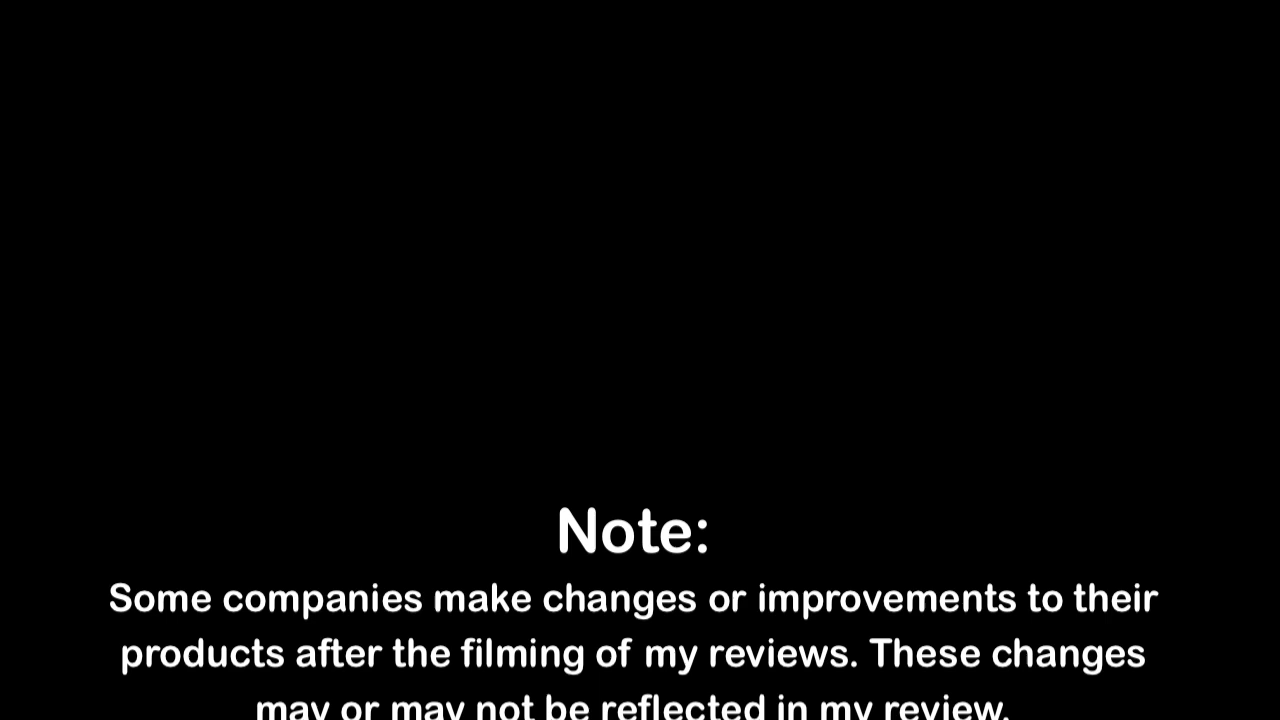 Note:
Some companies make changes or improvements to their
products after the filming of my reviews. These changes
may or may not be reflected in my review.